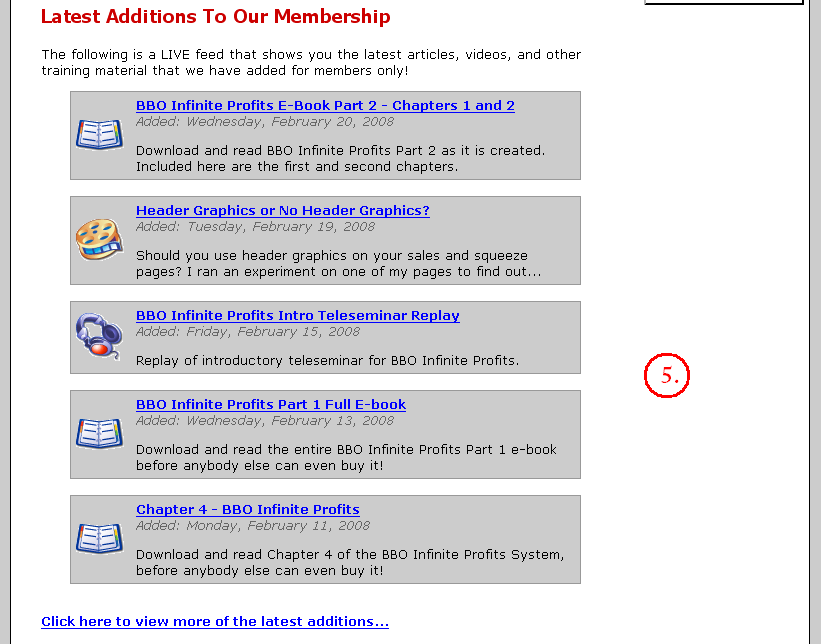 Latest Additions To Our Membership
The following is a LIVE feed that shows you the latest articles, videos, and other
training material that we have added for members only!
BBO Infinite Profits E-Book Part 2 - Chapters 1 and 2
Added: Wednesday, February 20, 2008
Download and read BBO Infinite Profits Part 2 as it is created.
Included here are the first and second chapters.
Header Graphics or No Header Graphics?
Added: Tuesday, February 19, 2008
Should you use header graphics on your sales and squeeze
pages? I ran an experiment on one of my pages to find out...
BBO Infinite Profits Intro Teleseminar Replay
Added: Friday, February 15, 2008
Replay of introductory teleseminar for BBO Infinite Profits.
5.
BBO Infinite Profits Part 1 Full E-book
Added: Wednesday, February 13, 2008
Download and read the entire BBO Infinite Profits Part 1 e-book
before anybody else can even buy it!
Chapter 4 - BBO Infinite Profits
Added: Monday, February 11, 2008
Download and read Chapter 4 of the BBO Infinite Profits System,
before anybody else can even buy it!
Click here to view more of the latest additions...